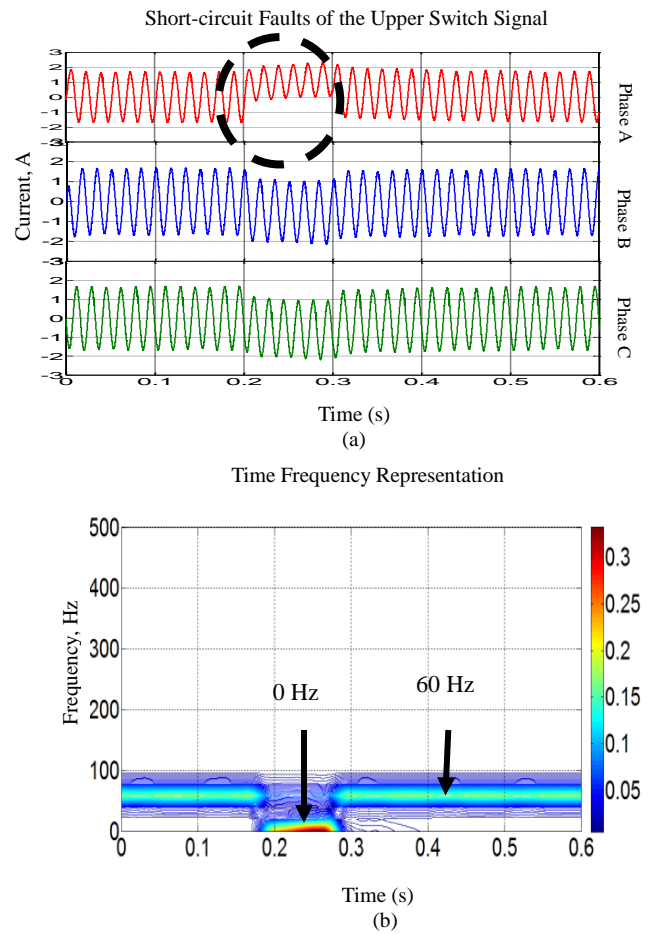 Short-circuit Faults of the Upper Switch Signal
Current, A
3
2
1
0
-1
-2
-3
Phase A
2
1
0
-1
-2
-3
Phase B
2
1
0
-1
-2
-3
Phase C
0 0.1 0.2 0.3 0.4 0.5 0.6
Time (s)
(a)
Time Frequency Representation
Frequency, Hz
500
400
300
200
100
0
0 Hz
60 Hz
0.3
0.25
0.2
0.15
0.1
0.05
0 0.1 0.2 0.3 0.4 0.5 0.6
Time (s)
(b)